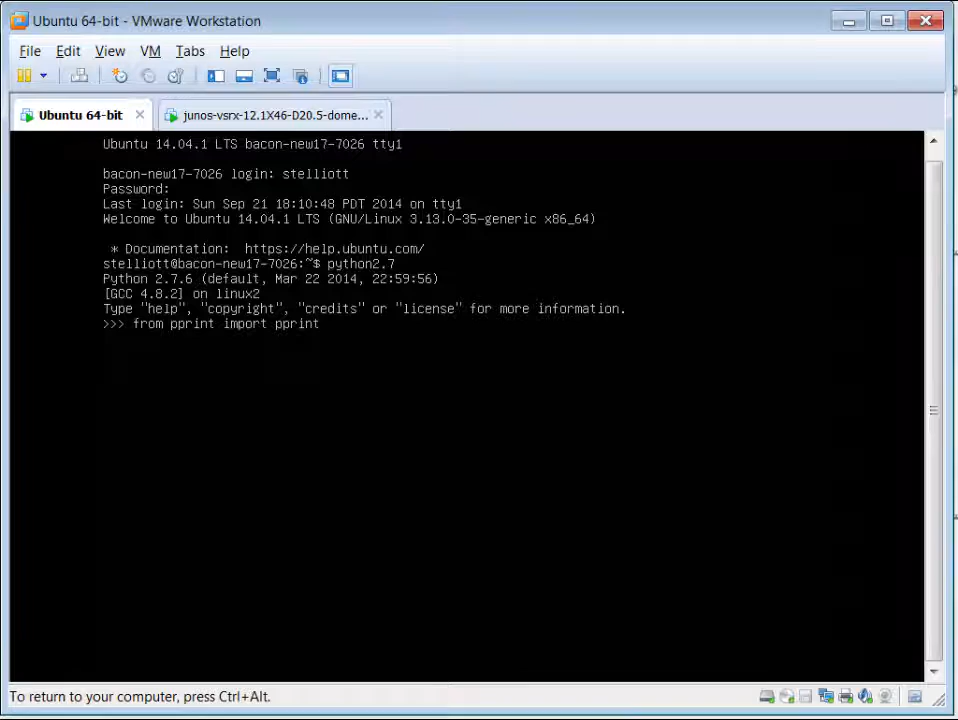 Ubuntu 64-bit - VMware Workstation
File Edit View VM Tabs Help
Ubuntu 64-bit
junos-vsrx-12.1X46-D20.5-dome...
Ubuntu 14.04.1 LTS bacon-new17-7026 tty1
bacon-new17-7026 login: stelliott
Password:
Last login: Sun Sep 21 18:10:48 PDT 2014 on tty1
Welcome to Ubuntu 14.04.1 LTS (GNU/Linux 3.13.0-35-generic x86_64)
* Documentation:  https://help.ubuntu.com/
stelliott@bacon-new17-7026:~$ python2.7
Python 2.7.6 (default, Mar 22 2014, 22:59:56)
[GCC 4.8.2] on linux2
Type "help", "copyright", "credits" or "license" for more information.
>>> from pprint import pprint
To return to your computer, press Ctrl+Alt.